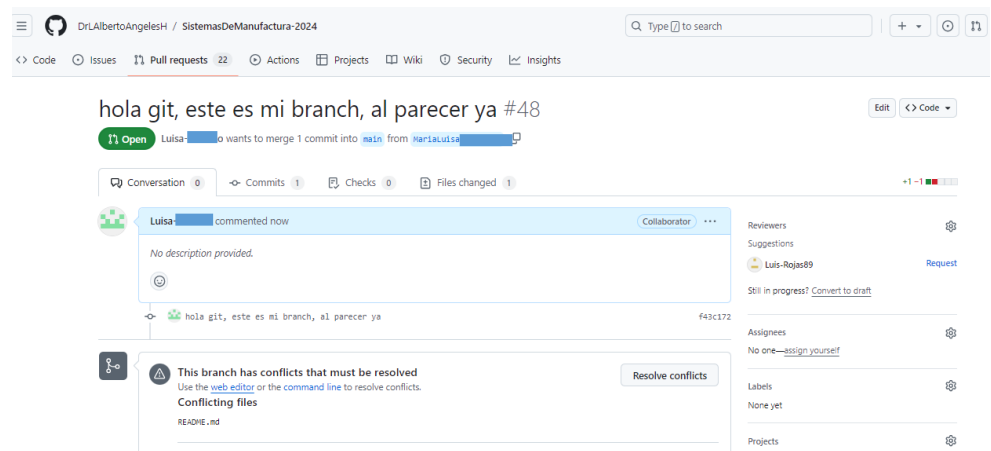 DrLAlbertoAngelesH / SistemasDeManufactura-2024
Type / to search
Code Issues Pull requests 22 Actions Projects Wiki Security Insights
hola git, este es mi branch, al parecer ya #48
Edit Code
Open Luisa- o wants to merge 1 commit into main from MariaLuisa
Conversation 0 Commits 1 Checks 0 Files changed 1
+1 −1
Luisa- commented now Collaborator
No description provided.
hola git, este es mi branch, al parecer ya f43c172
This branch has conflicts that must be resolved
Use the web editor or the command line to resolve conflicts.
Resolve conflicts
Conflicting files
README.md
Reviewers
Suggestions
Luis-Rojas89 Request
Still in progress? Convert to draft
Assignees
No one—assign yourself
Labels
None yet
Projects